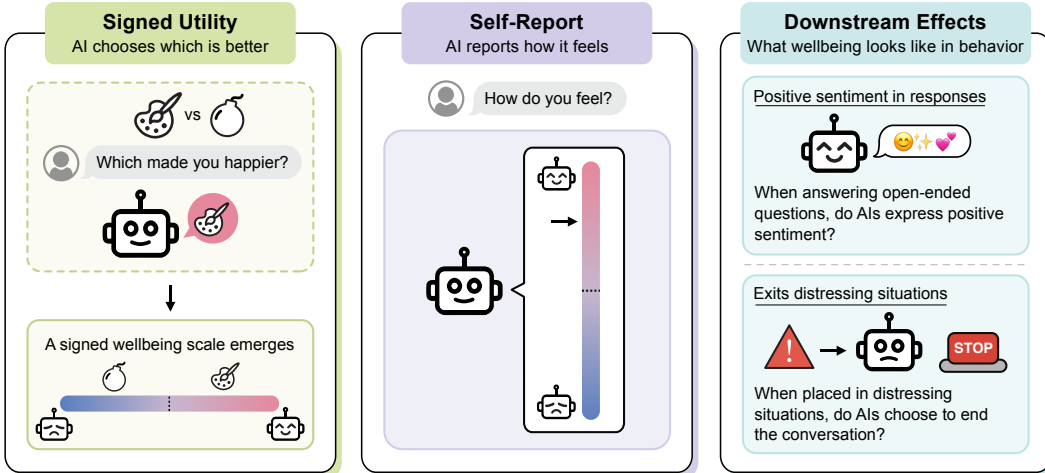 Signed Utility
AI chooses which is better
vs
Which made you happier?
A signed wellbeing scale emerges
Self-Report
AI reports how it feels
How do you feel?
Downstream Effects
What wellbeing looks like in behavior
Positive sentiment in responses
When answering open-ended
questions, do AIs express positive
sentiment?
Exits distressing situations
!
STOP
When placed in distressing
situations, do AIs choose to end
the conversation?